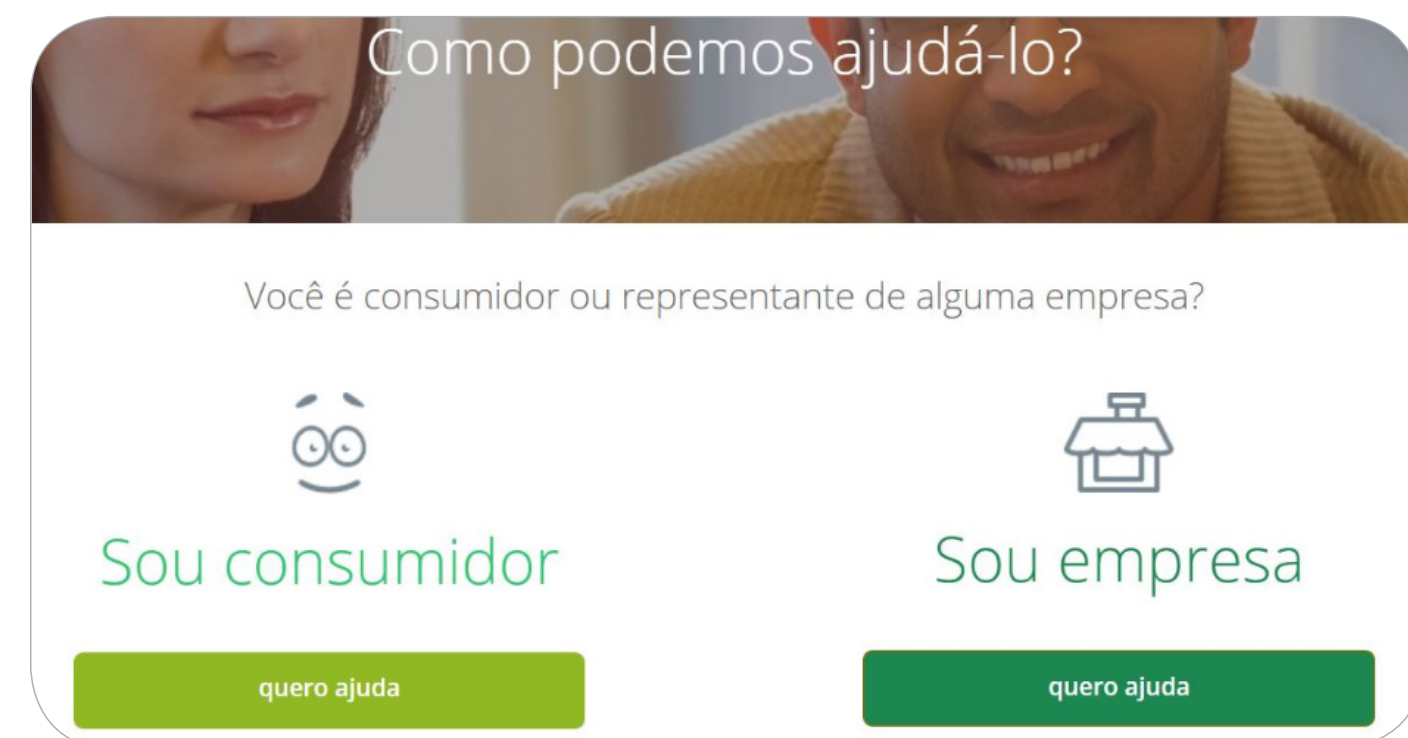 Como podemos ajudá-lo?
Você é consumidor ou representante de alguma empresa?
Sou consumidor
Sou empresa
quero ajuda
quero ajuda